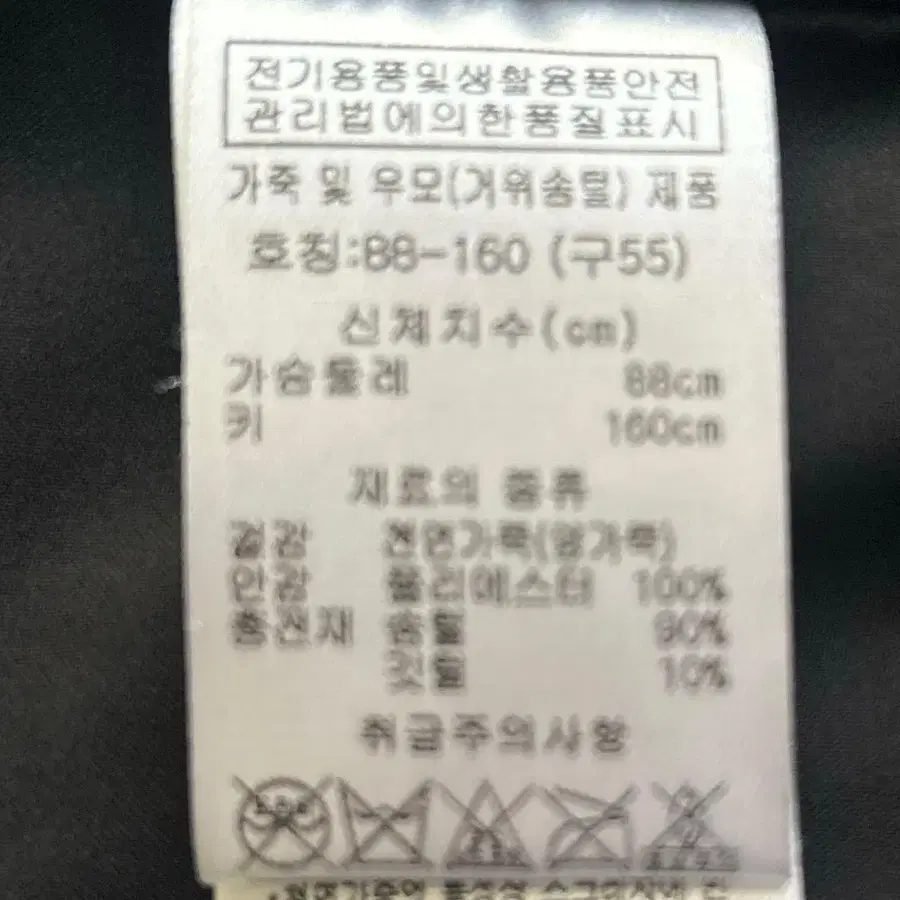 전기용품및생활용품안전
관리법에의한품질표시
가죽 및 우모(거위솜털) 제품
호칭:88-160 (구55)
신체치수(cm)
가슴둘레 88cm
키 160cm
재료의 종류
겉감 천연가죽(양가죽)
안감 폴리에스터 100%
충전재 솜털 90%
깃털 10%
취급주의사항